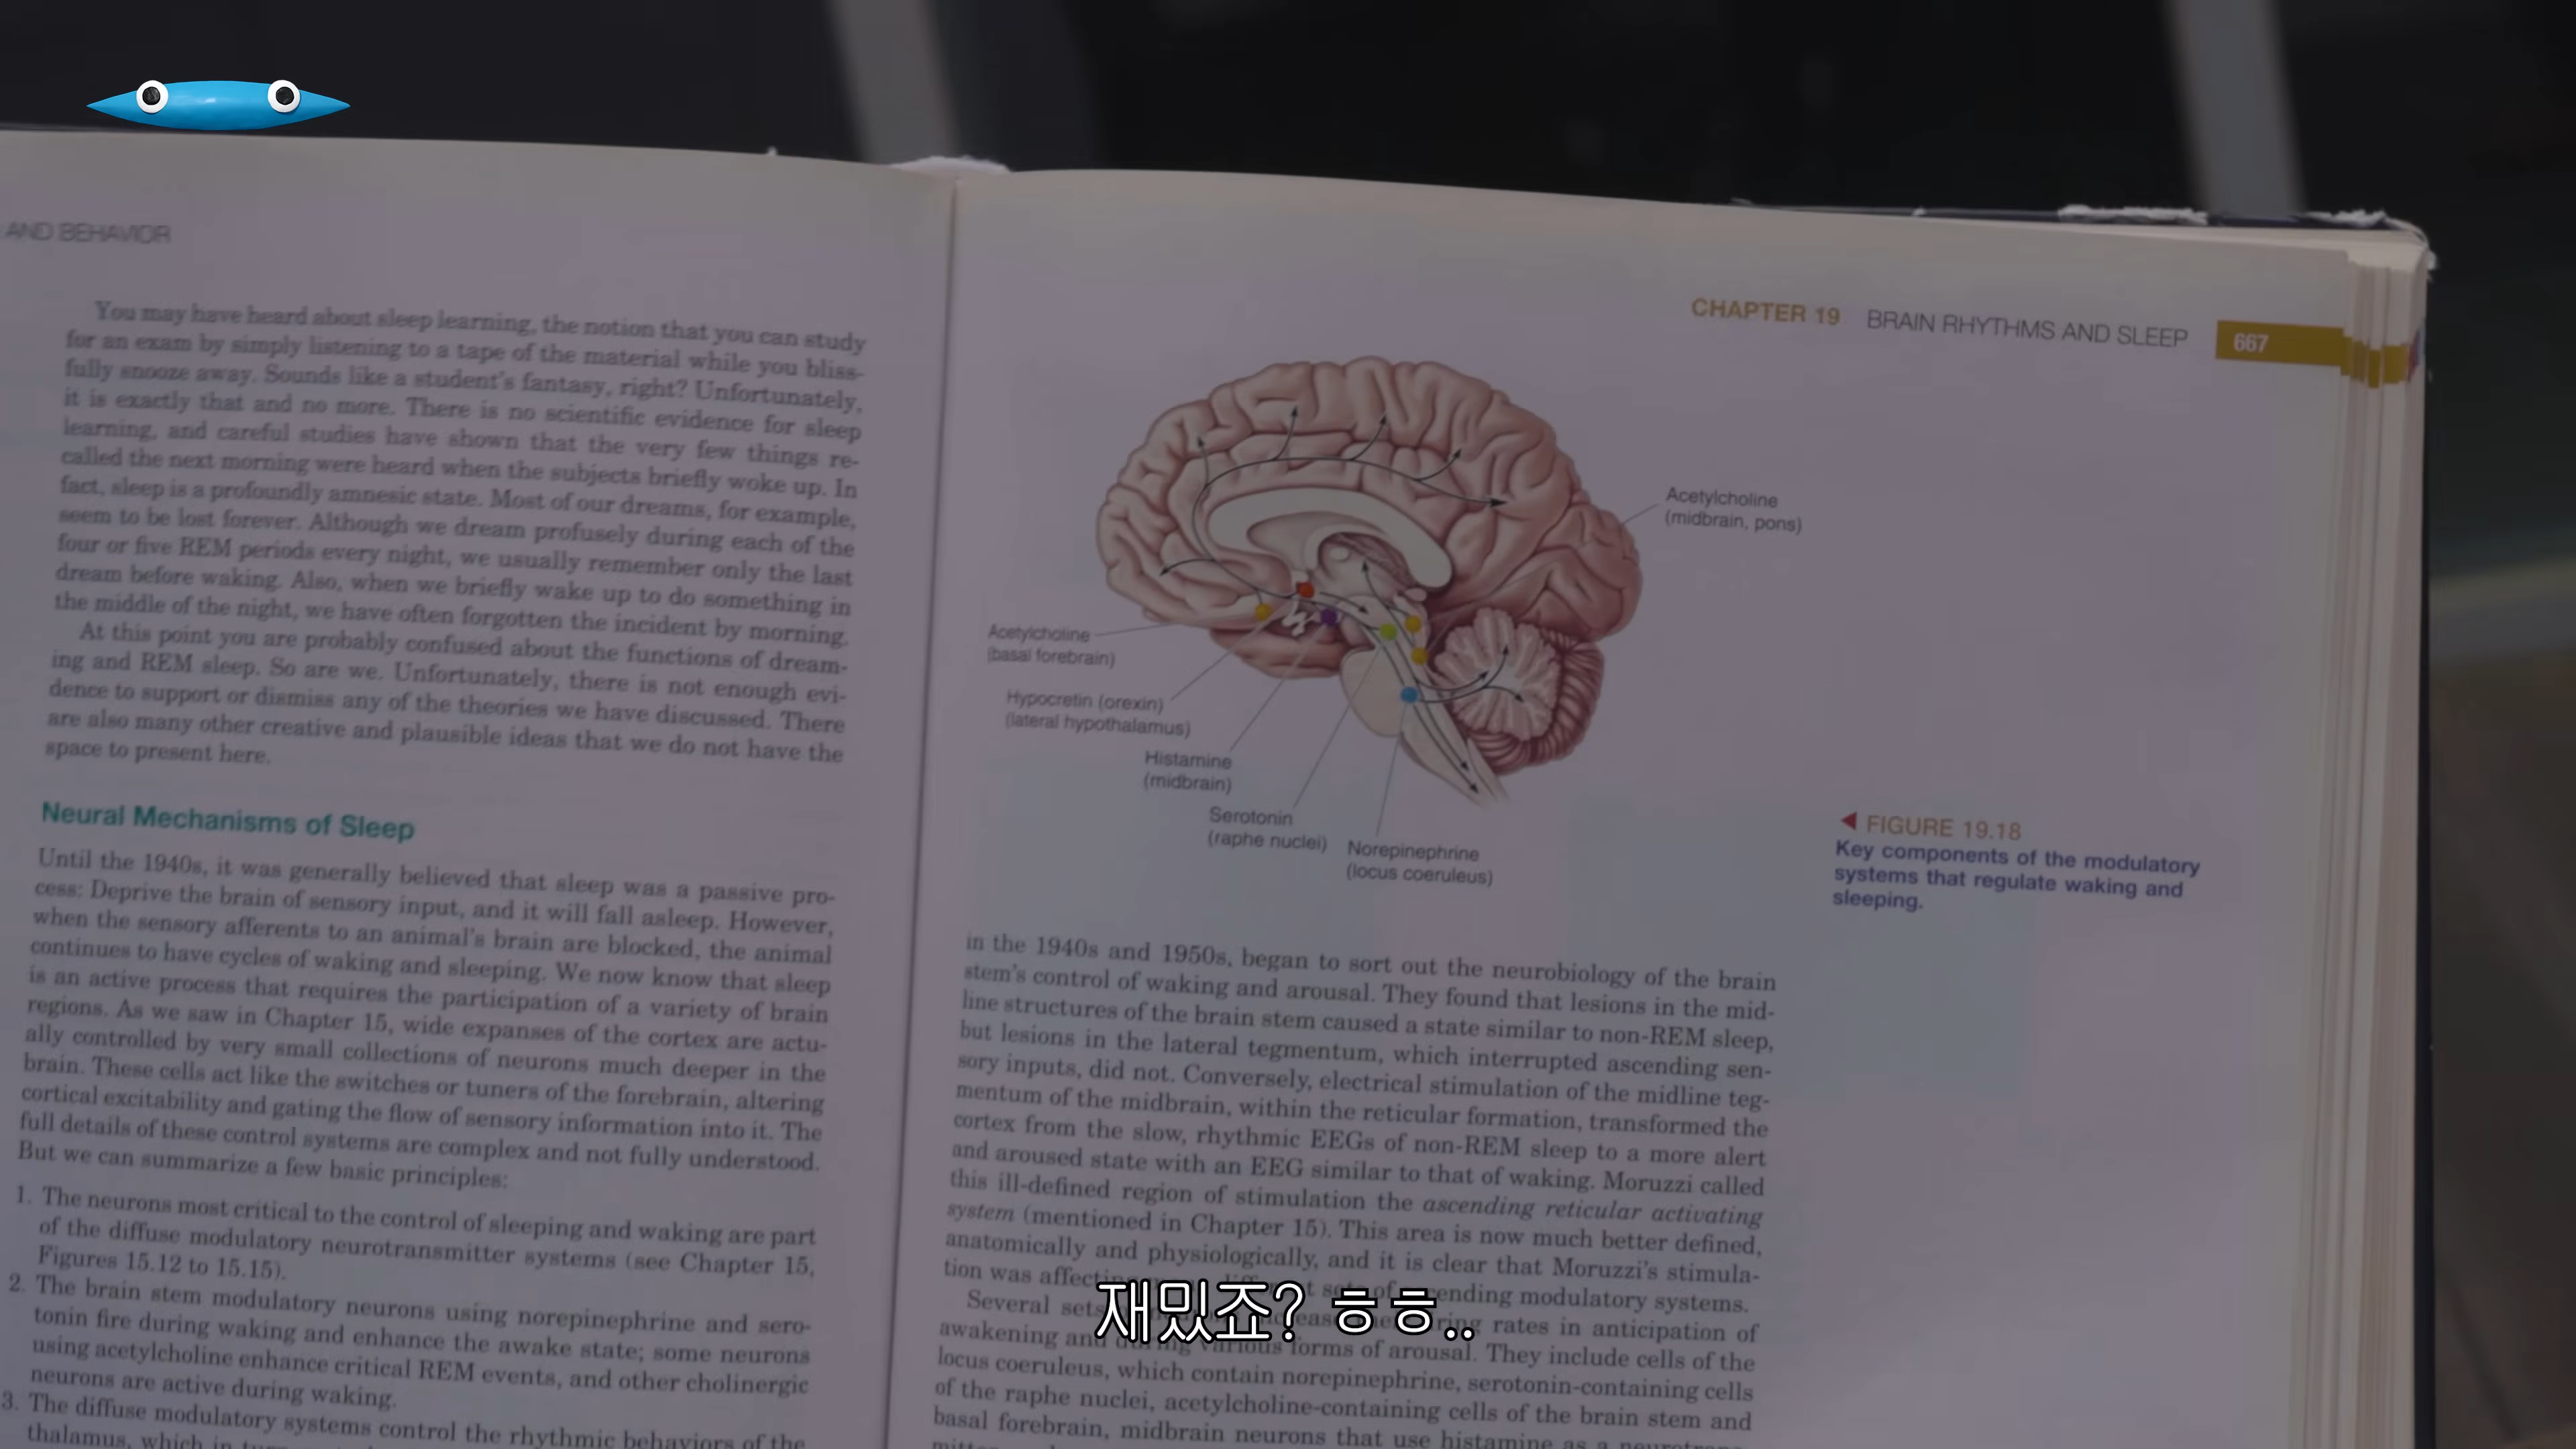 AND BEHAVIOR
You may have heard about sleep learning, the notion that you can study
for an exam by simply listening to a tape of the material while you bliss-
fully snooze away. Sounds like a student's fantasy, right? Unfortunately,
it is exactly that and no more. There is no scientific evidence for sleep
learning, and careful studies have shown that the very few things re-
called the next morning were heard when the subjects briefly woke up. In
fact, sleep is a profoundly amnesic state. Most of our dreams, for example,
seem to be lost forever. Although we dream profusely during each of the
four or five REM periods every night, we usually remember only the last
dream before waking. Also, when we briefly wake up to do something in
the middle of the night, we have often forgotten the incident by morning.
At this point you are probably confused about the functions of dream-
ing and REM sleep. So are we. Unfortunately, there is not enough evi-
dence to support or dismiss any of the theories we have discussed. There
are also many other creative and plausible ideas that we do not have the
space to present here.
Neural Mechanisms of Sleep
Until the 1940s, it was generally believed that sleep was a passive pro-
cess: Deprive the brain of sensory input, and it will fall asleep. However,
when the sensory afferents to an animal's brain are blocked, the animal
continues to have cycles of waking and sleeping. We now know that sleep
is an active process that requires the participation of a variety of brain
regions. As we saw in Chapter 15, wide expanses of the cortex are actu-
ally controlled by very small collections of neurons much deeper in the
brain. These cells act like the switches or tuners of the forebrain, altering
cortical excitability and gating the flow of sensory information into it. The
full details of these control systems are complex and not fully understood.
But we can summarize a few basic principles:
1. The neurons most critical to the control of sleeping and waking are part
of the diffuse modulatory neurotransmitter systems (see Chapter 15,
Figures 15.12 to 15.15).
2. The brain stem modulatory neurons using norepinephrine and sero-
tonin fire during waking and enhance the awake state; some neurons
using acetylcholine enhance critical REM events, and other cholinergic
neurons are active during waking.
3. The diffuse modulatory systems control the rhythmic behaviors of the
thalamus, which in
CHAPTER 19 BRAIN RHYTHMS AND SLEEP 667
Acetylcholine
(midbrain, pons)
Acetylcholine
(basal forebrain)
Hypocretin (orexin)
(lateral hypothalamus)
Histamine
(midbrain)
Serotonin
(raphe nuclei)
Norepinephrine
(locus coeruleus)
◀ FIGURE 19.18
Key components of the modulatory
systems that regulate waking and
sleeping.
in the 1940s and 1950s, began to sort out the neurobiology of the brain
stem's control of waking and arousal. They found that lesions in the mid-
line structures of the brain stem caused a state similar to non-REM sleep,
but lesions in the lateral tegmentum, which interrupted ascending sen-
sory inputs, did not. Conversely, electrical stimulation of the midline teg-
mentum of the midbrain, within the reticular formation, transformed the
cortex from the slow, rhythmic EEGs of non-REM sleep to a more alert
and aroused state with an EEG similar to that of waking. Moruzzi called
this ill-defined region of stimulation the ascending reticular activating
system (mentioned in Chapter 15). This area is now much better defined,
anatomically and physiologically, and it is clear that Moruzzi's stimula-
tion was affecting sets of ascending modulatory systems.
Several sets rates in anticipation of
awakening and during various forms of arousal. They include cells of the
locus coeruleus, which contain norepinephrine, serotonin-containing cells
of the raphe nuclei, acetylcholine-containing cells of the brain stem and
basal forebrain, midbrain neurons that use histamine as a
재밌죠? ㅎㅎ..